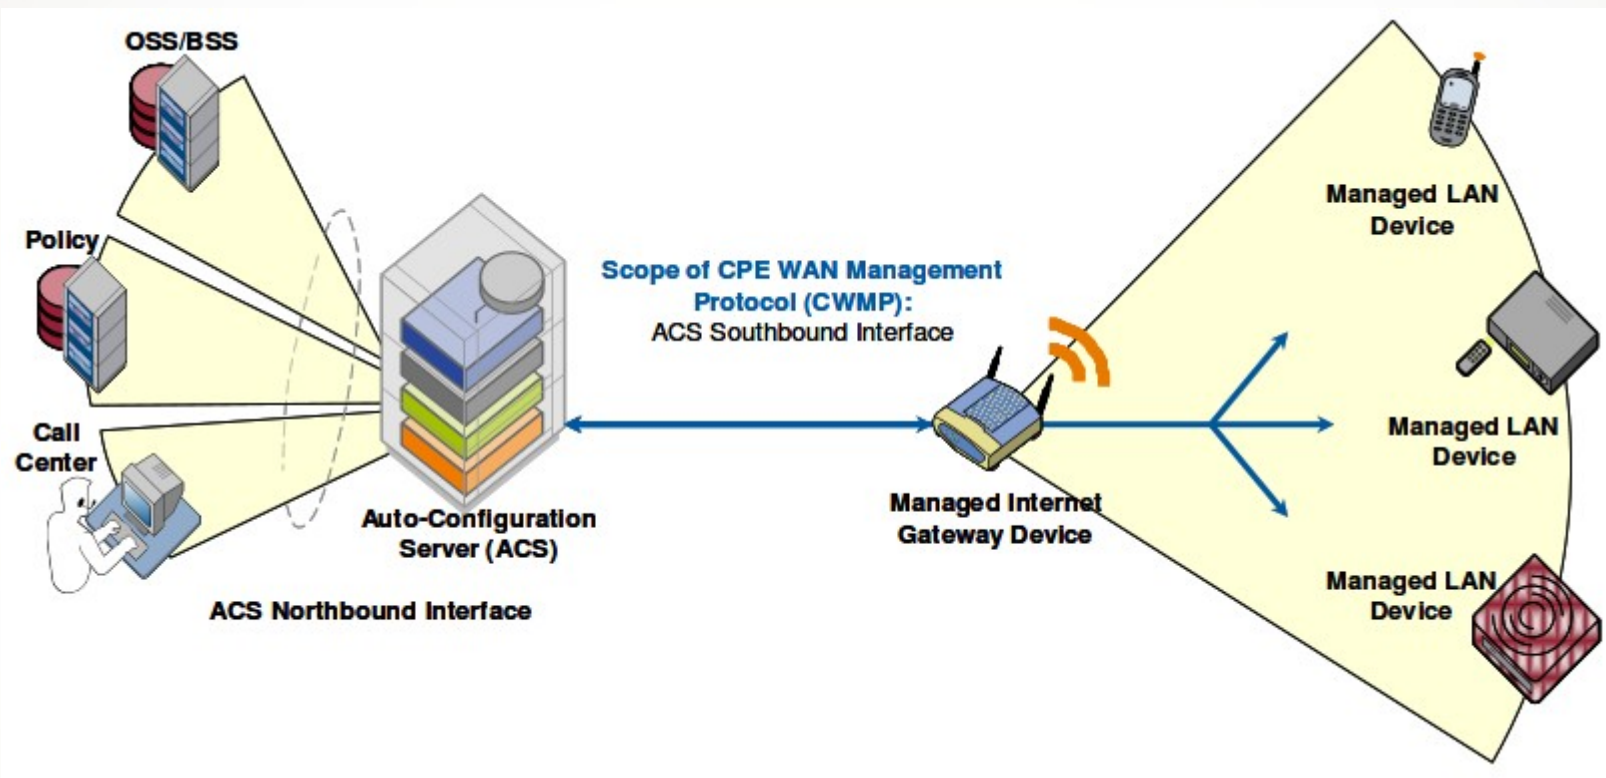 OSS/BSS
Policy
Call
Center
Auto-Configuration
Server (ACS)
ACS Northbound Interface
Scope of CPE WAN Management
Protocol (CWMP):
ACS Southbound Interface
Managed Internet
Gateway Device
Managed LAN
Device
Managed LAN
Device
Managed LAN
Device